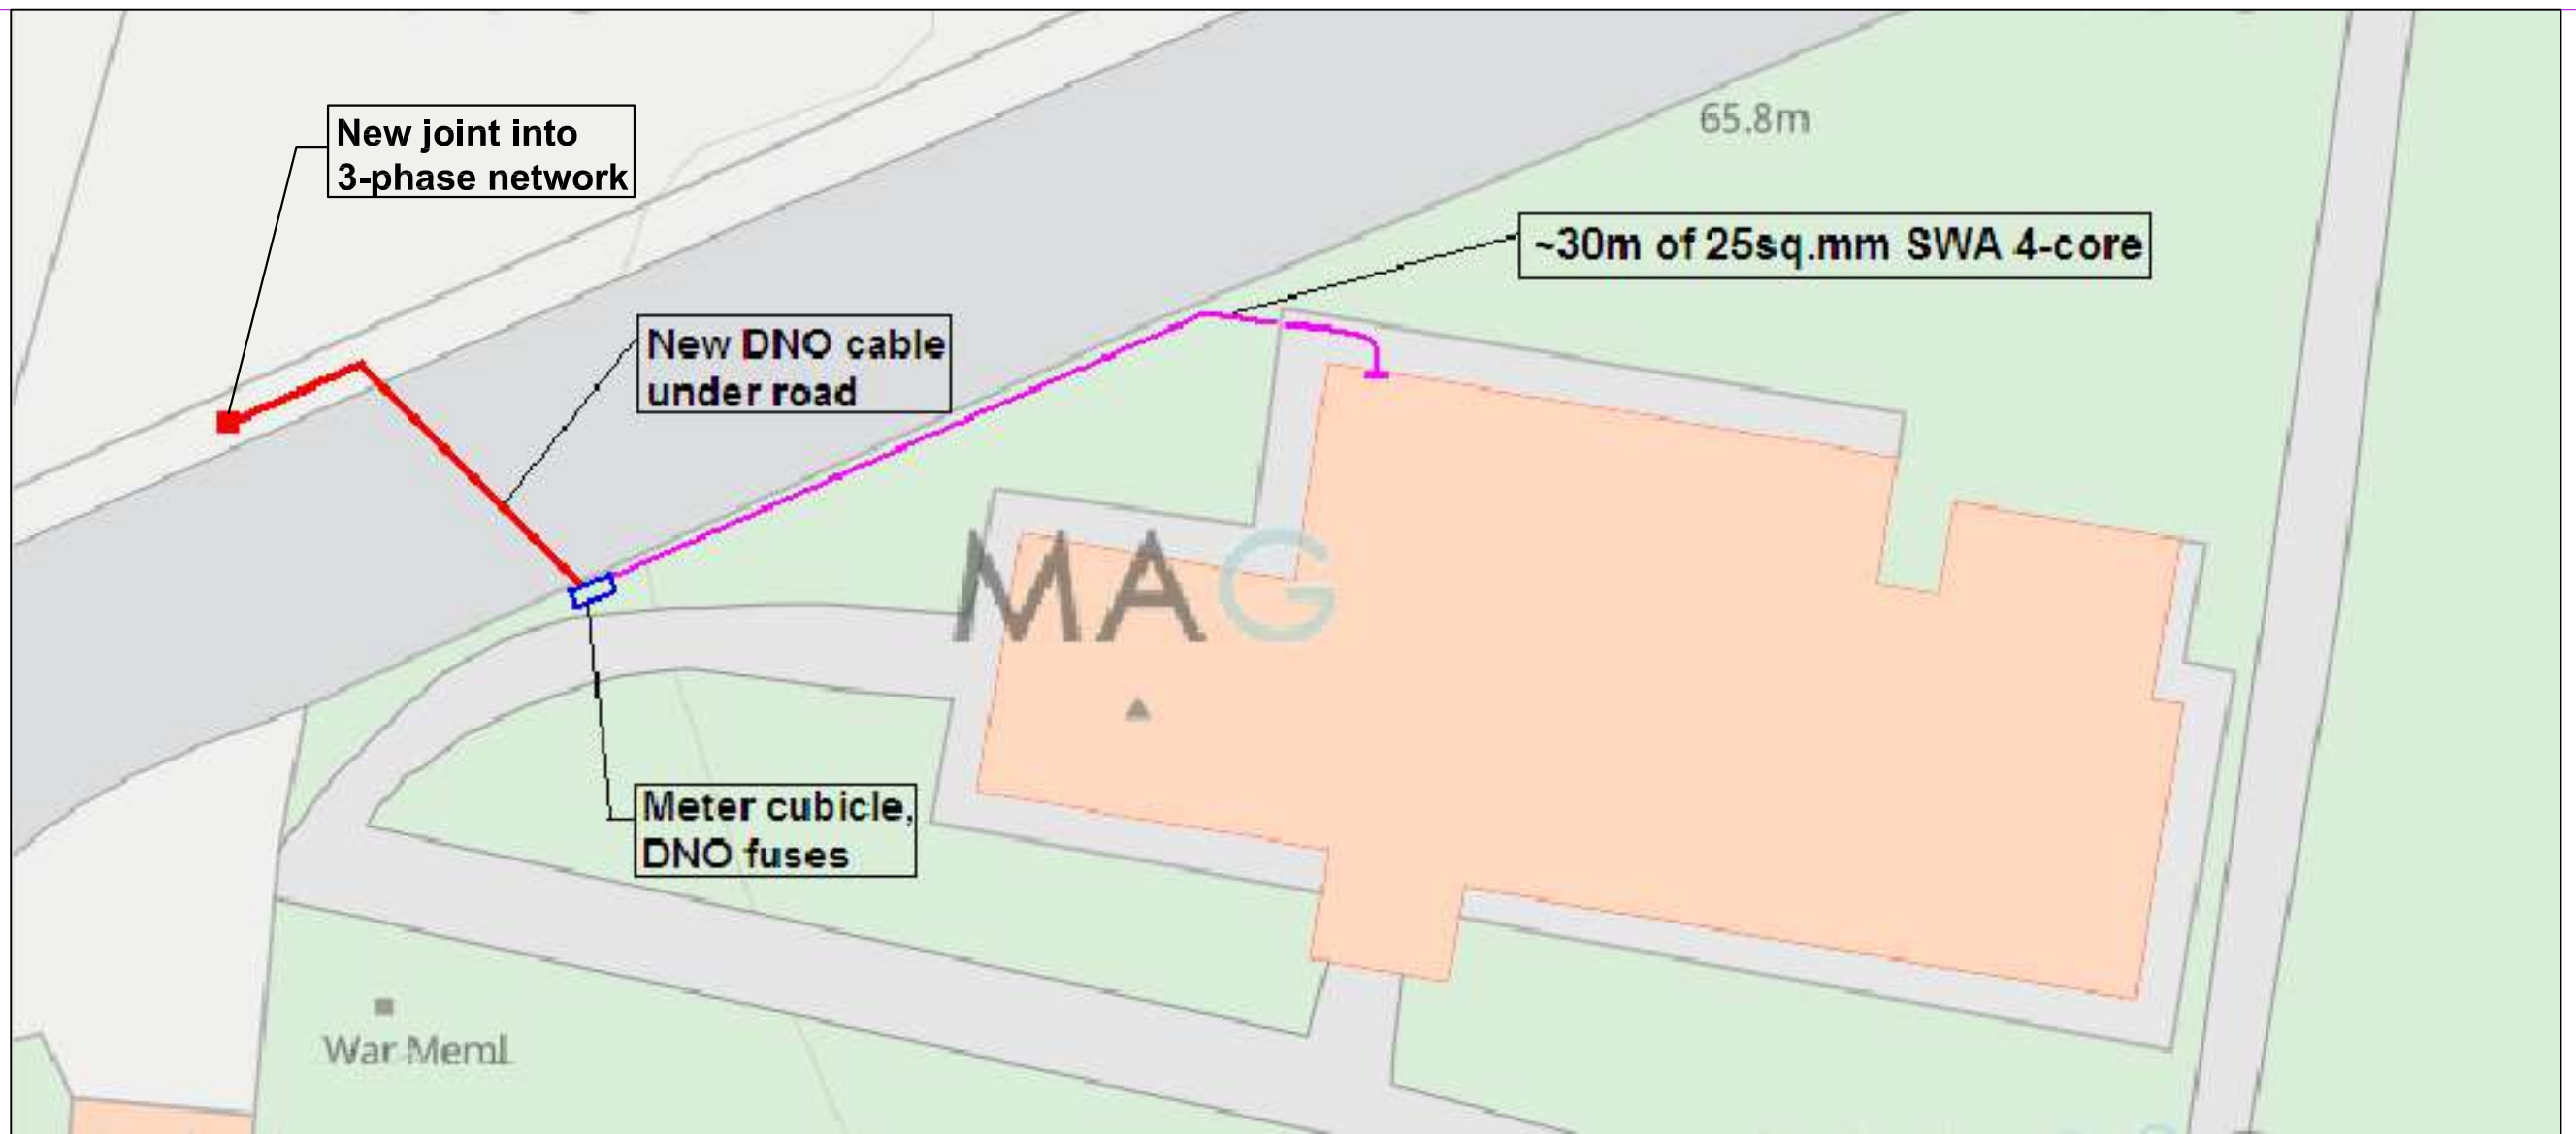 New joint into
3-phase network
65.8m
~30m of 25sq.mm SWA 4-core
New DNO cable
under road
MAG
Meter cubicle,
DNO fuses
War Meml